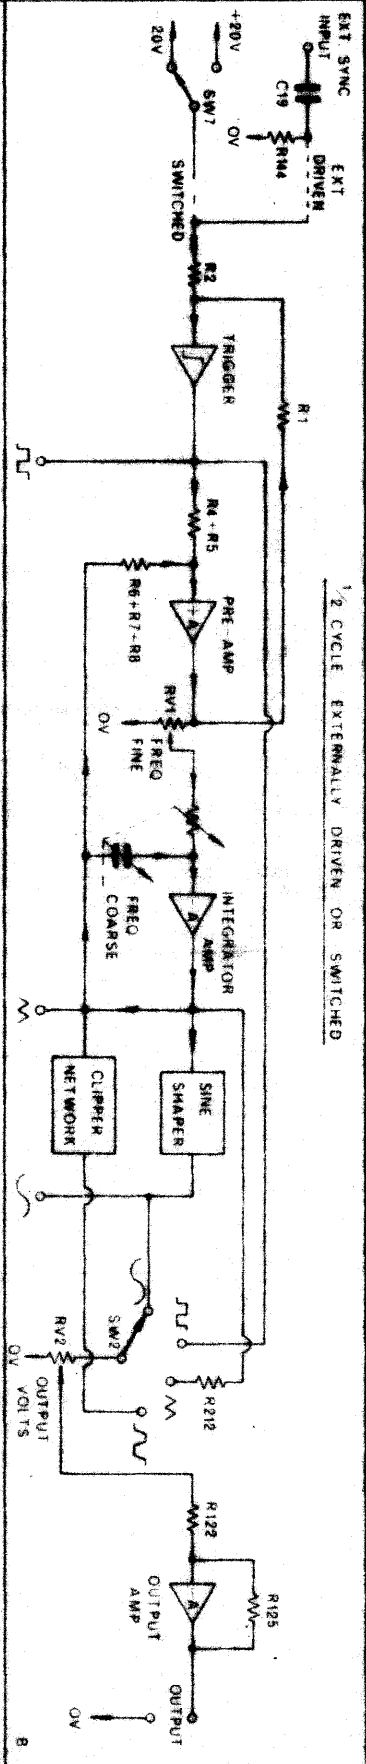 ½ CYCLE EXTERNALLY DRIVEN OR SWITCHED
EXT. SYNC
INPUT
C19
R144
0V
EXT
DRIVEN
+20V
20V
SW7
SWITCHED
R2
R1
TRIGGER
R4+R5
R6+R7+R8
PRE-AMP
A
RV1
FREQ
FINE
0V
FREQ
COARSE
INTEGRATOR
AMP
A
SINE
SHAPER
CLIPPER
NETWORK
SW2
R212
RV2
OUTPUT
VOLTS
0V
R122
R125
A
OUTPUT
AMP
OUTPUT
0V
8